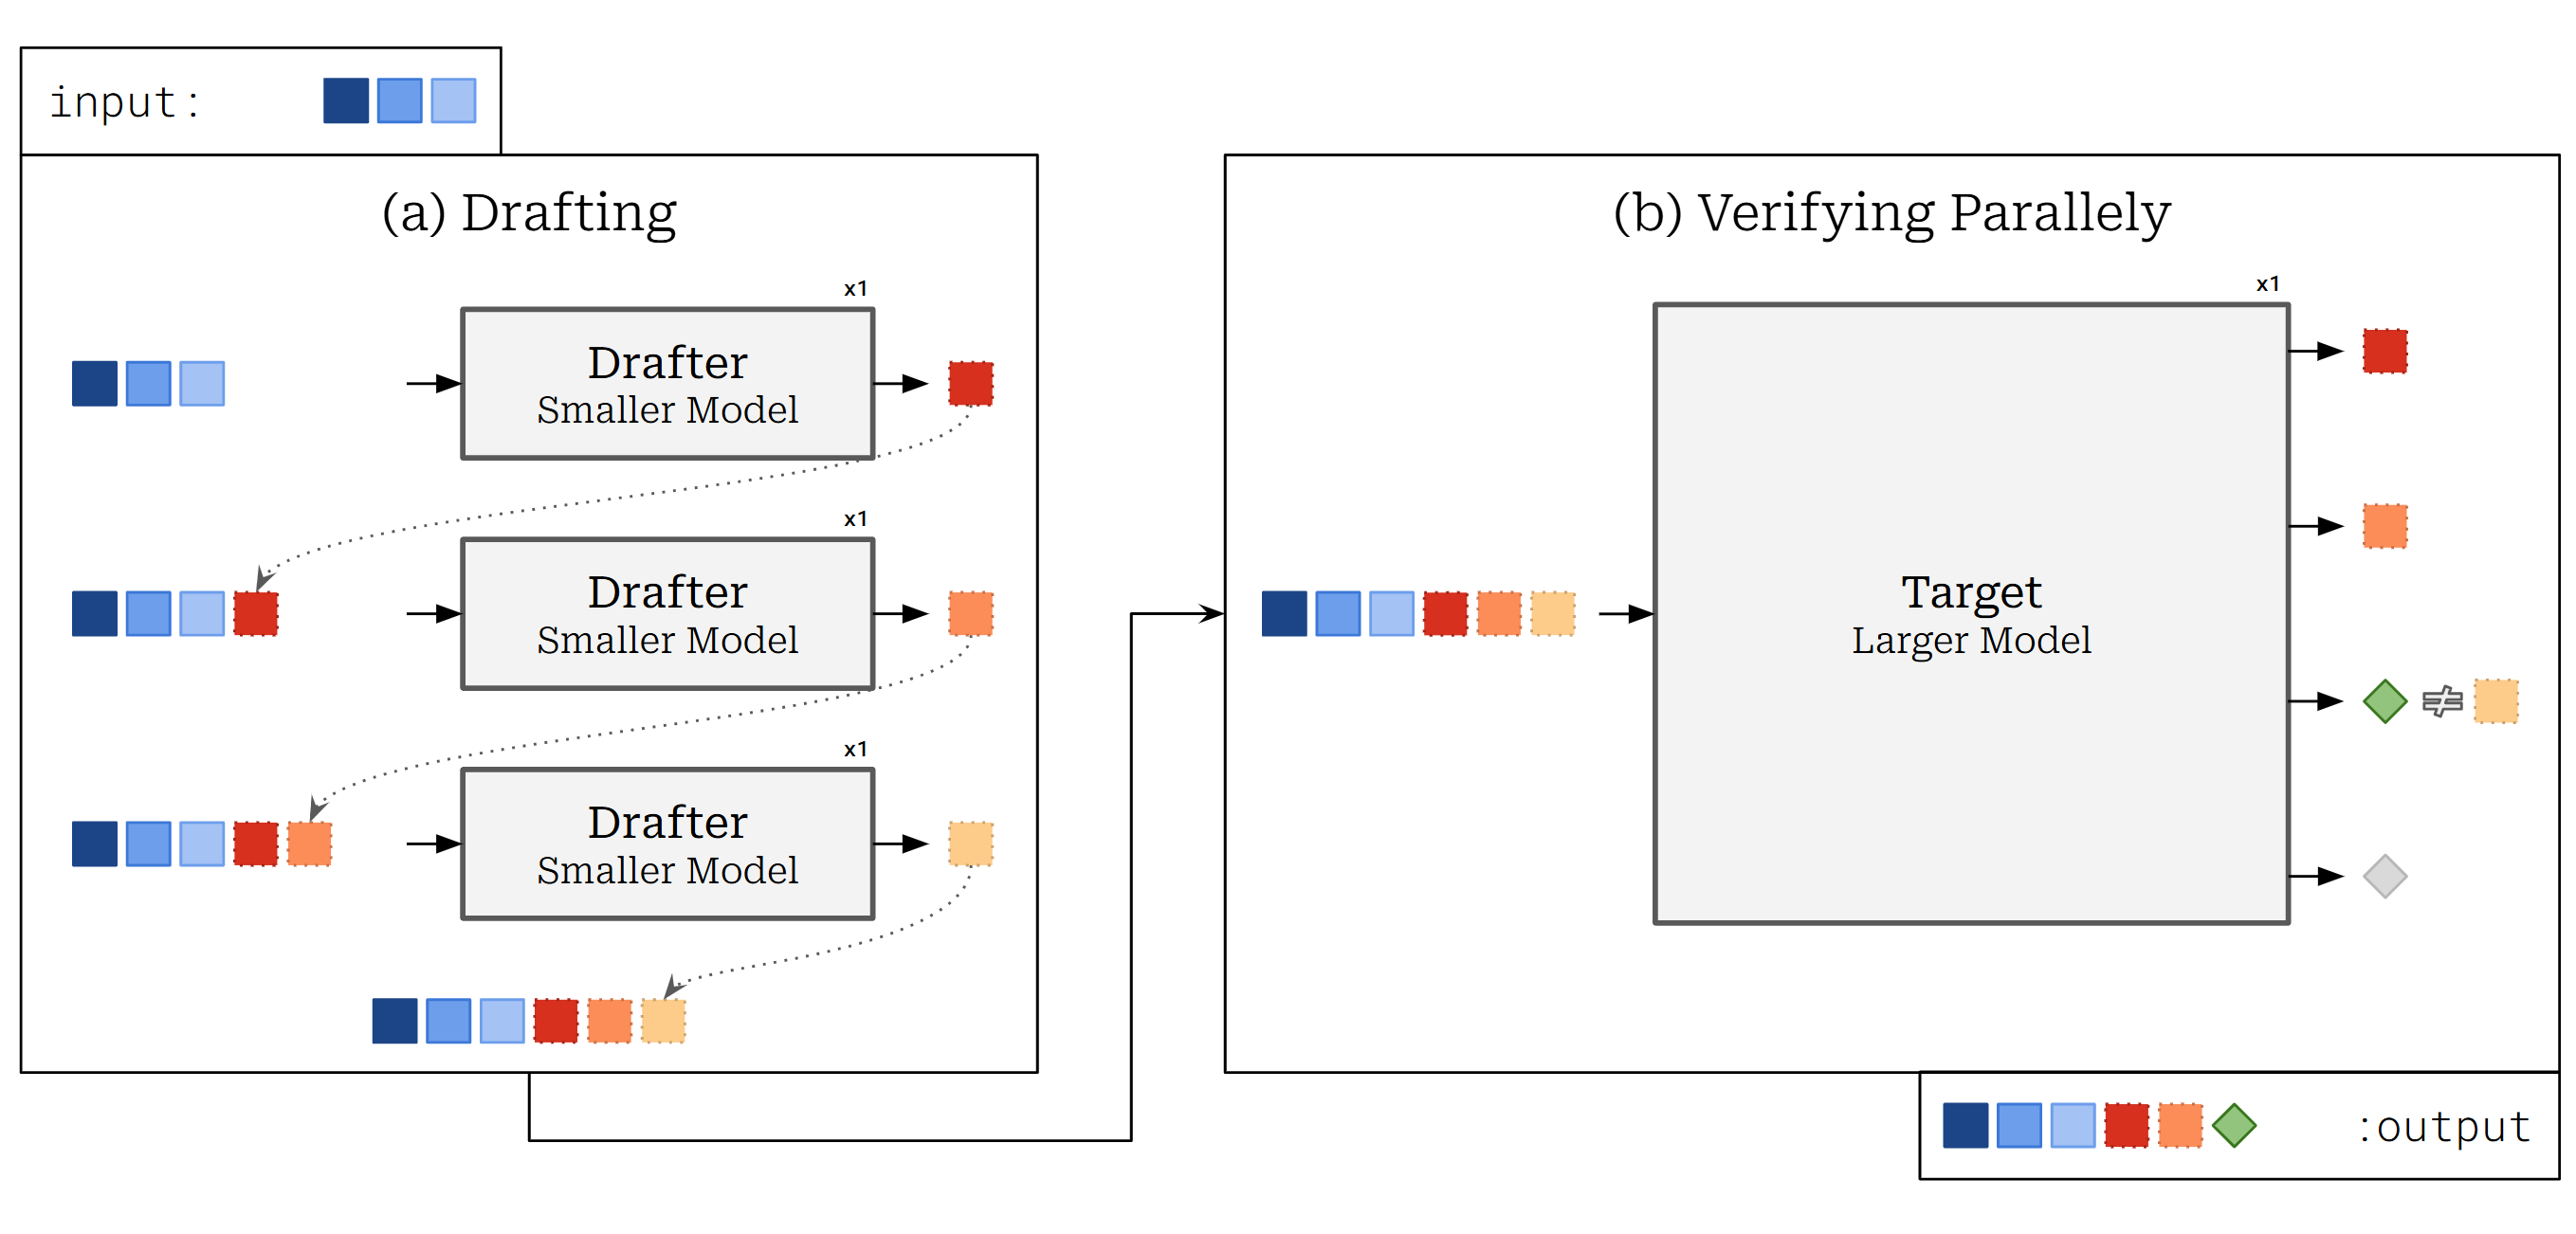 input:
(a) Drafting
x1
Drafter
Smaller Model
x1
Drafter
Smaller Model
x1
Drafter
Smaller Model
(b) Verifying Parallely
x1
Target
Larger Model
≠
:output